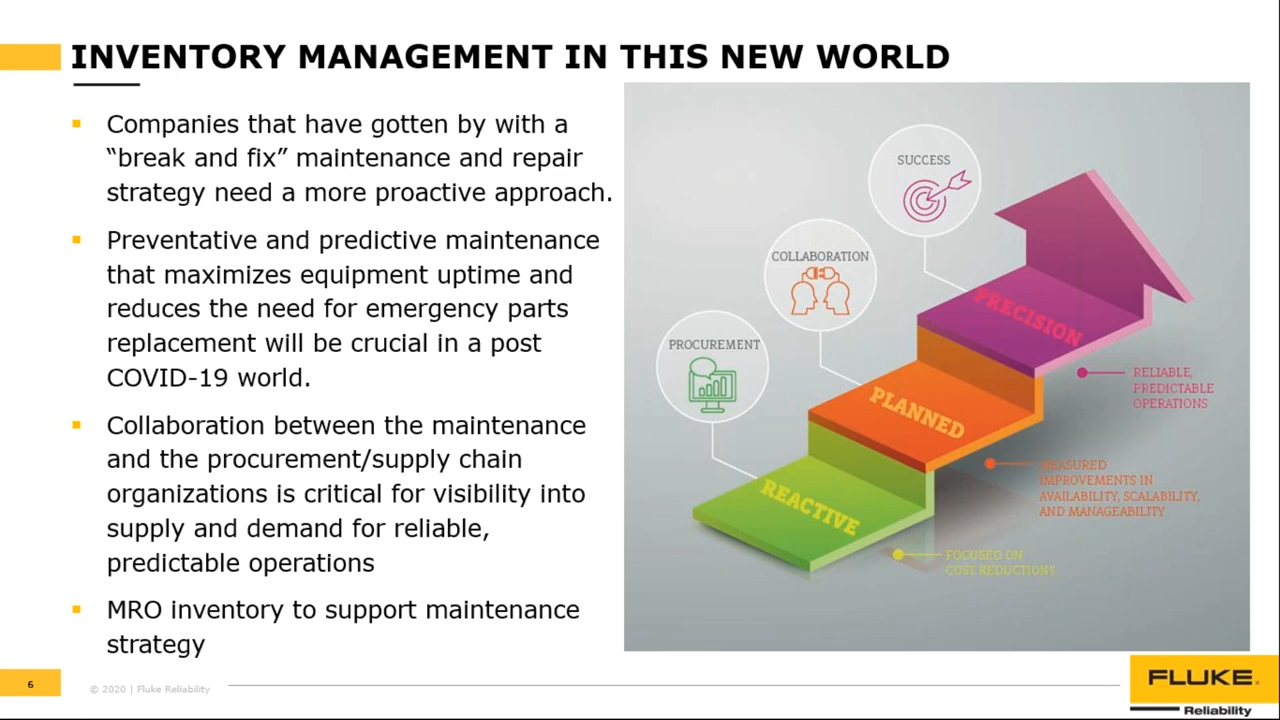 INVENTORY MANAGEMENT IN THIS NEW WORLD
Companies that have gotten by with a
“break and fix” maintenance and repair
strategy need a more proactive approach.
Preventative and predictive maintenance
that maximizes equipment uptime and
reduces the need for emergency parts
replacement will be crucial in a post
COVID-19 world.
Collaboration between the maintenance
and the procurement/supply chain
organizations is critical for visibility into
supply and demand for reliable,
predictable operations
MRO inventory to support maintenance
strategy
SUCCESS
COLLABORATION
PROCUREMENT
PRECISION
RELIABLE,
PREDICTABLE
OPERATIONS
PLANNED
MEASURED
IMPROVEMENTS IN
AVAILABILITY, SCALABILITY,
AND MANAGEABILITY
REACTIVE
FOCUSED ON
COST REDUCTIONS
6
© 2020 | Fluke Reliability
FLUKE®
Reliability